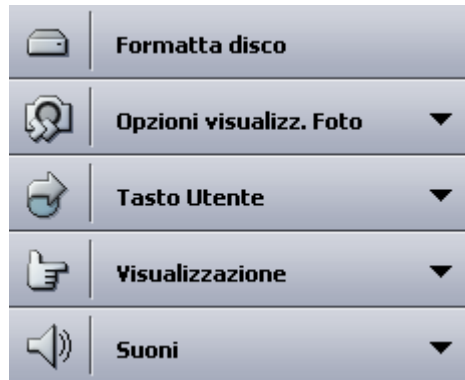 Formatta disco
Opzioni visualizz. Foto
Tasto Utente
Visualizzazione
Suoni